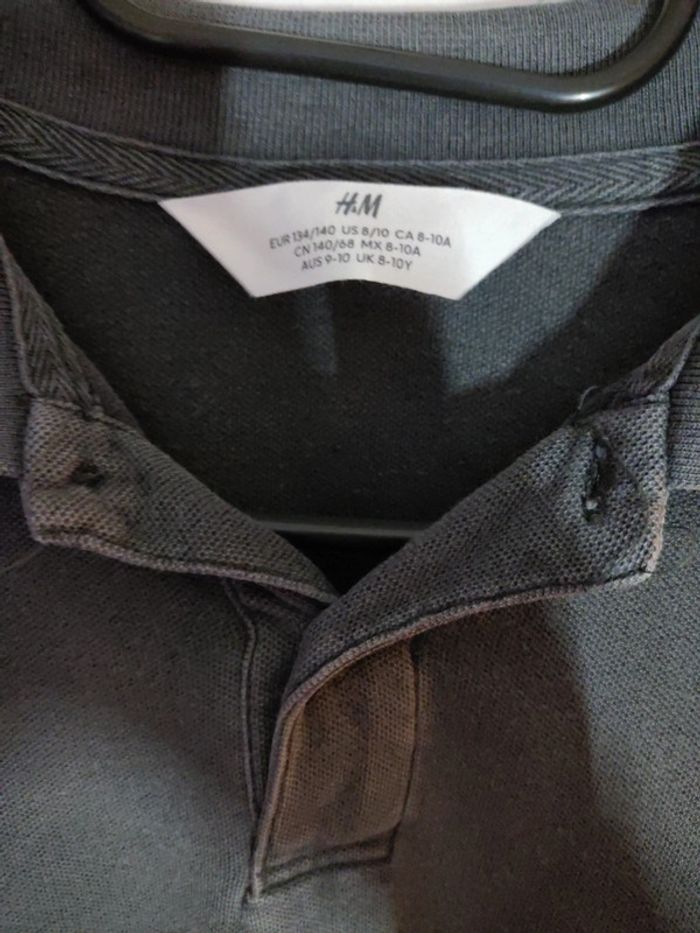 H&M
EUR 134/140 US 8/10 CA 8-10A
CN 140/68 MX 8-10A
AUS 9-10 UK 8-10Y